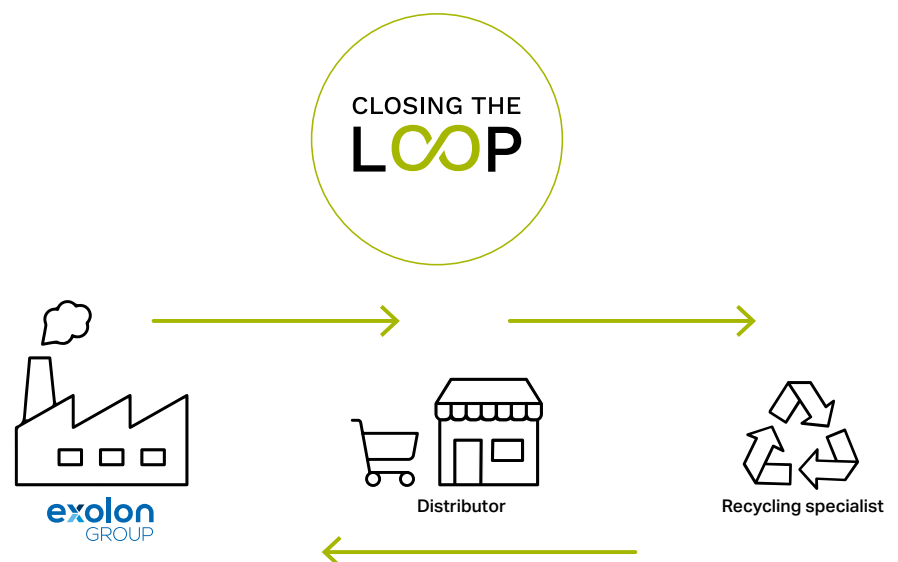 CLOSING THE
LOOP
exolon
GROUP
Distributor
Recycling specialist